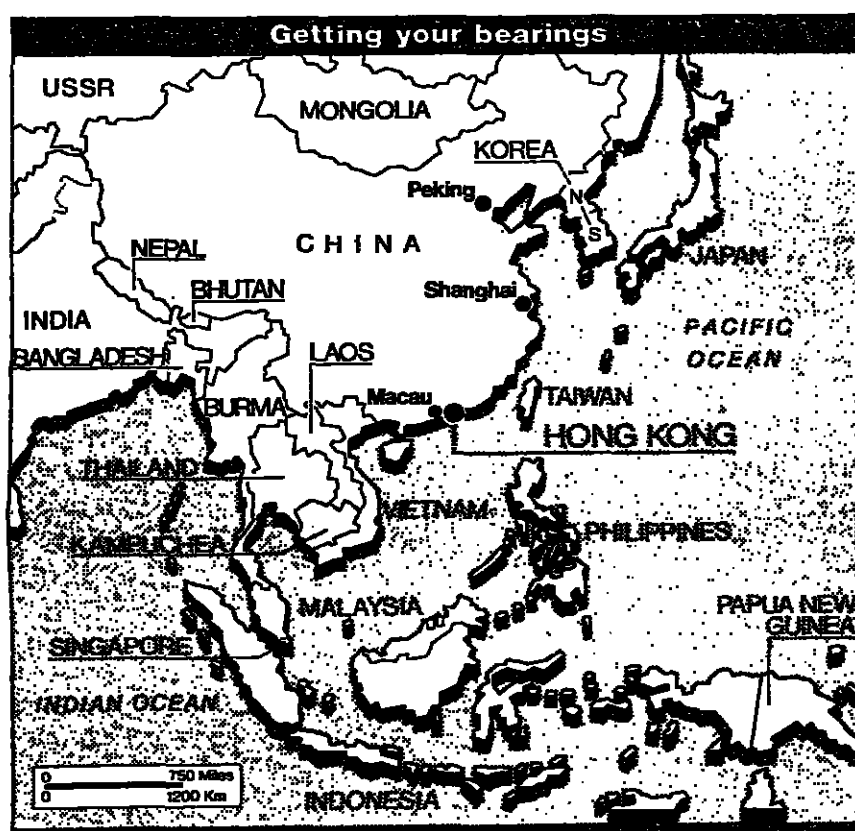 Getting your bearings
USSR
MONGOLIA
KOREA
Peking
N
S
CHINA
NEPAL
JAPAN
BHUTAN
Shanghai
INDIA
PACIFIC
OCEAN
BANGLADESH
LAOS
BURMA
Macau
TAIWAN
HONG KONG
THAILAND
VIETNAM
PHILIPPINES
KAMPUCHEA
MALAYSIA
PAPUA NEW
GUINEA
SINGAPORE
INDIAN OCEAN
0 750 Miles
0 1200 Km
INDONESIA